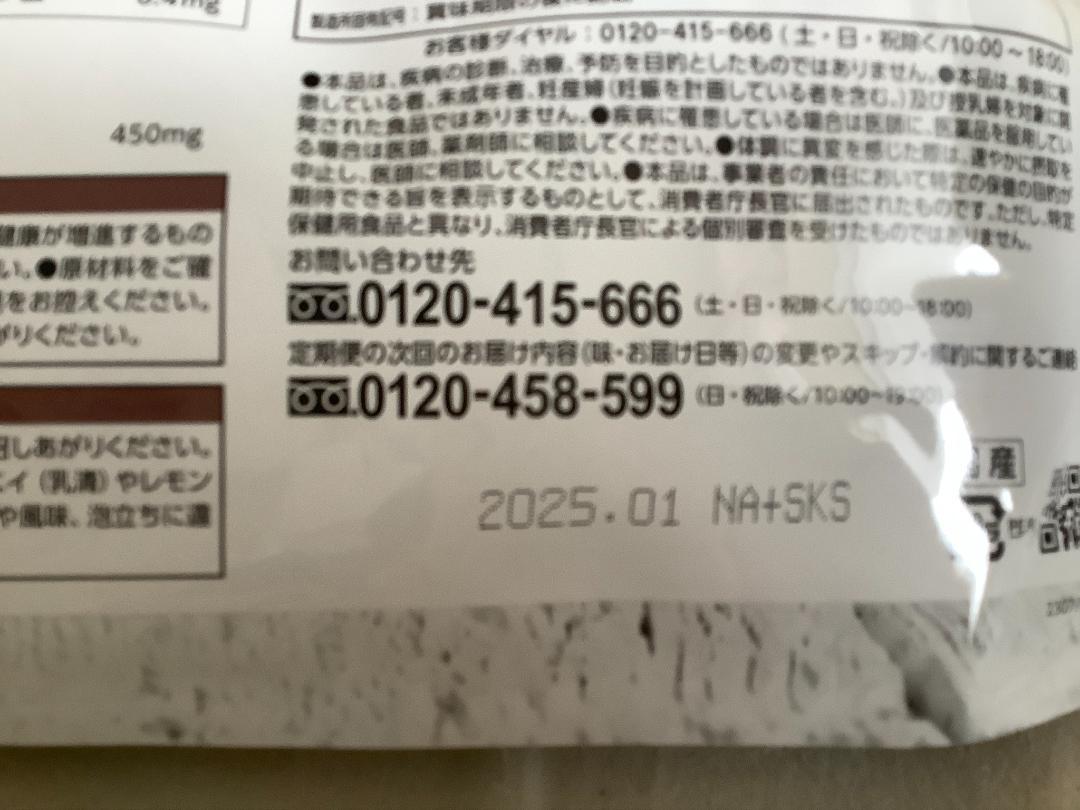 450mg
健康が増進するもの
い。●原材料をご確
をお控えください。
がりください。
召しあがりください。
エイ（乳清）やレモン
や風味、泡立ちに違
製造所固有記号：賞味期限の
お客様ダイヤル：0120-415-666（土・日・祝除く/10:00～18:00）
●本品は、疾病の診断、治療、予防を目的としたものではありません。●本品は、疾病に罹
患している者、未成年者、妊産婦（妊娠を計画している者を含む。）及び授乳婦を対象に開
発された食品ではありません。●疾病に罹患している場合は医師に、医薬品を服用してい
る場合は医師、薬剤師に相談してください。●体調に異変を感じた際は、速やかに摂取を
中止し、医師に相談してください。●本品は、事業者の責任において特定の保健の目的が
期待できる旨を表示するものとして、消費者庁長官に届出されたものです。ただし、特定
保健用食品と異なり、消費者庁長官による個別審査を受けたものではありません。
お問い合わせ先
0120-415-666（土・日・祝除く/10:00~18:00）
定期便の次回のお届け内容（味・お届け日等）の変更やスキップ・解約に関するご連絡
0120-458-599（日・祝除く/10:00~19:00）
産
2025.01 NA+SKS